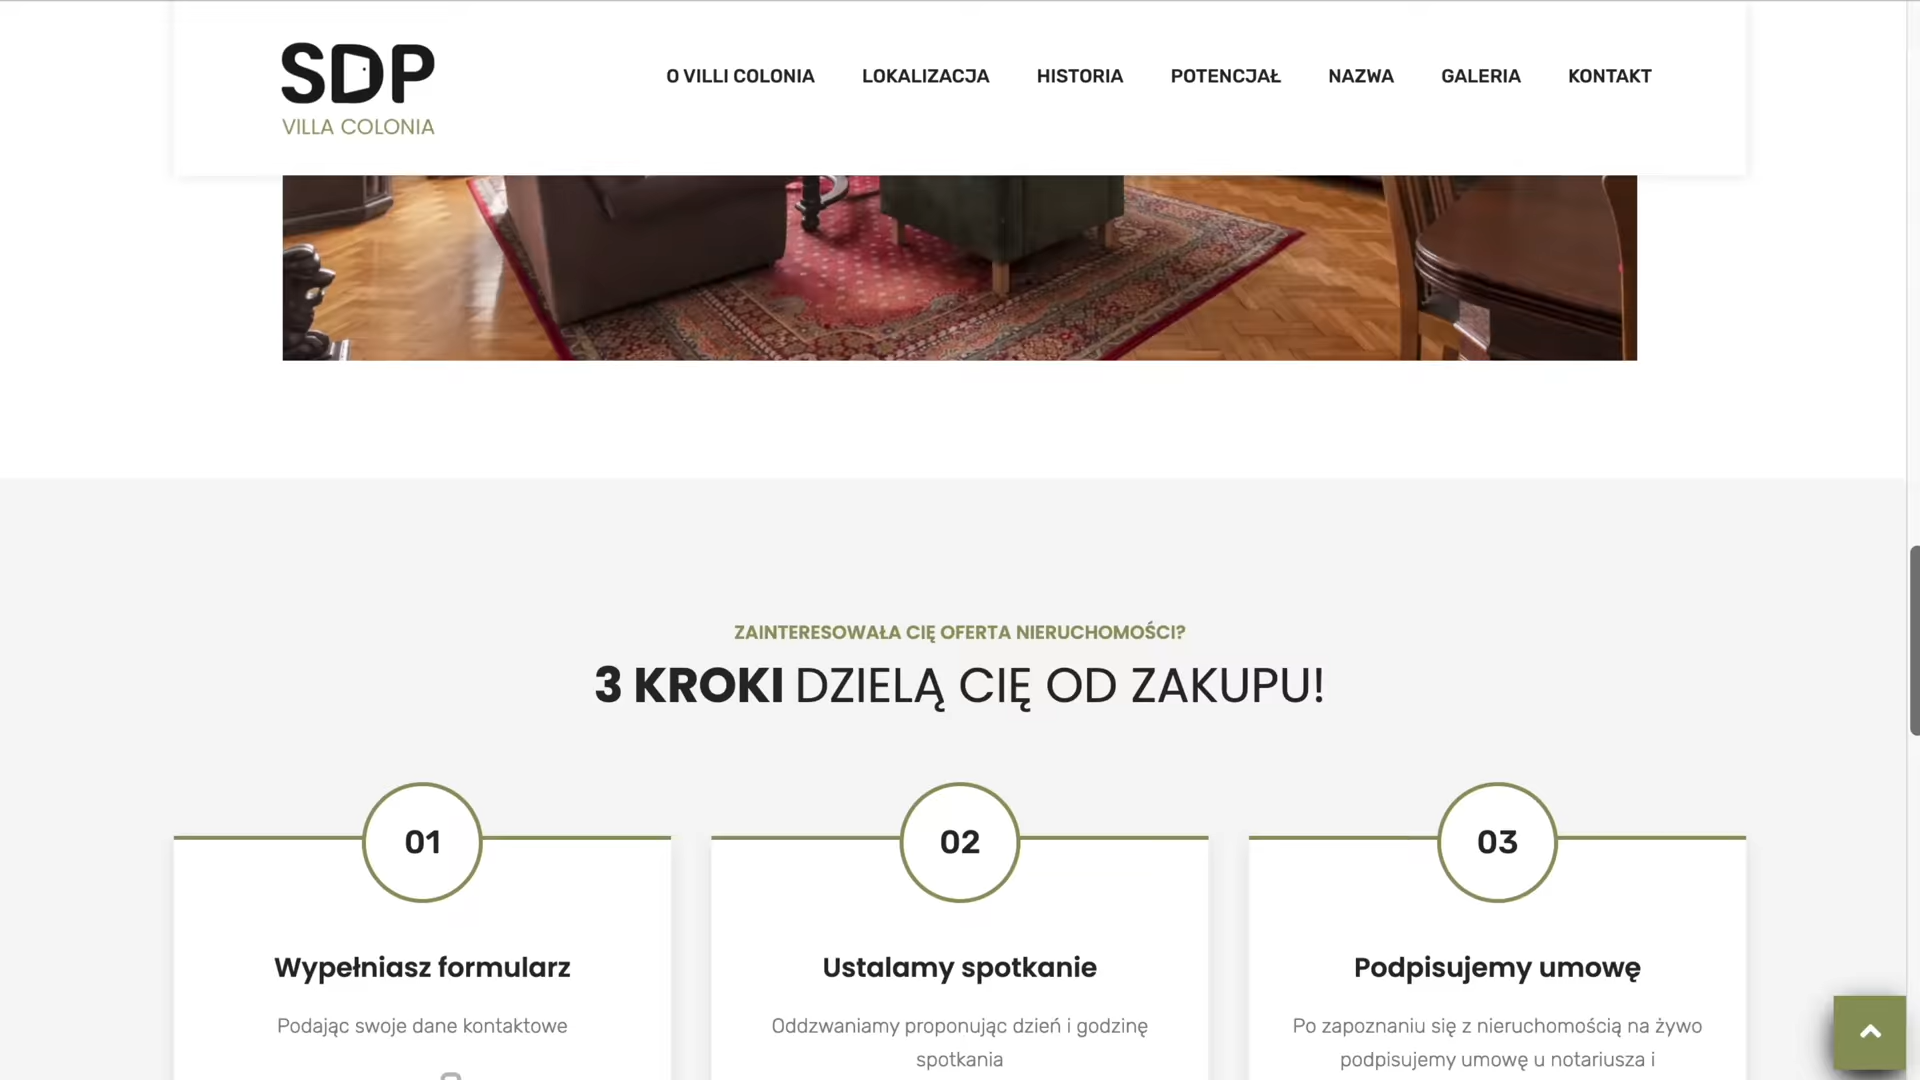 SDP
VILLA COLONIA
O VILLI COLONIA LOKALIZACJA HISTORIA POTENCJAŁ NAZWA GALERIA KONTAKT
ZAINTERESOWAŁA CIĘ OFERTA NIERUCHOMOŚCI?
3 KROKI DZIELĄ CIĘ OD ZAKUPU!
01
Wypełniasz formularz
Podając swoje dane kontaktowe
02
Ustalamy spotkanie
Oddzwaniamy proponując dzień i godzinę
spotkania
03
Podpisujemy umowę
Po zapoznaniu się z nieruchomością na żywo
podpisujemy umowę u notariusza i